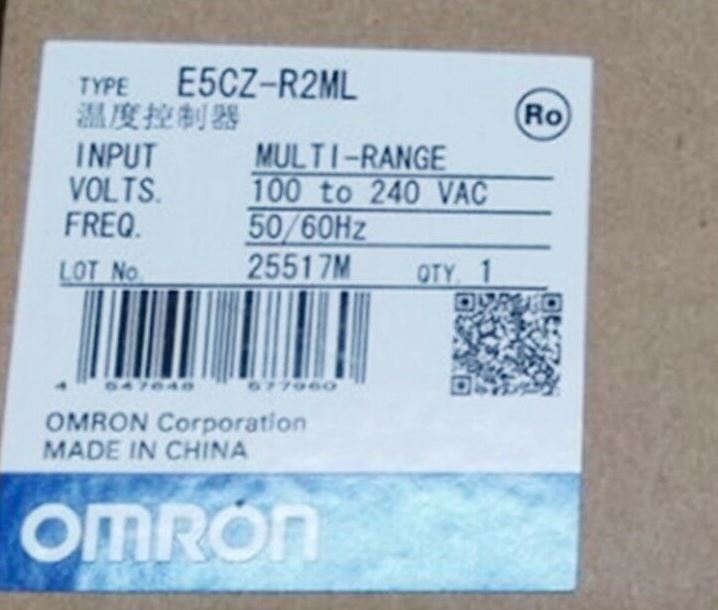 TYPE E5CZ-R2ML
温度控制器
Ro
INPUT MULTI-RANGE
VOLTS. 100 to 240 VAC
FREQ. 50/60Hz
LOT No. 25517M QTY. 1
4 547648 577960
OMRON Corporation
MADE IN CHINA
OMRON